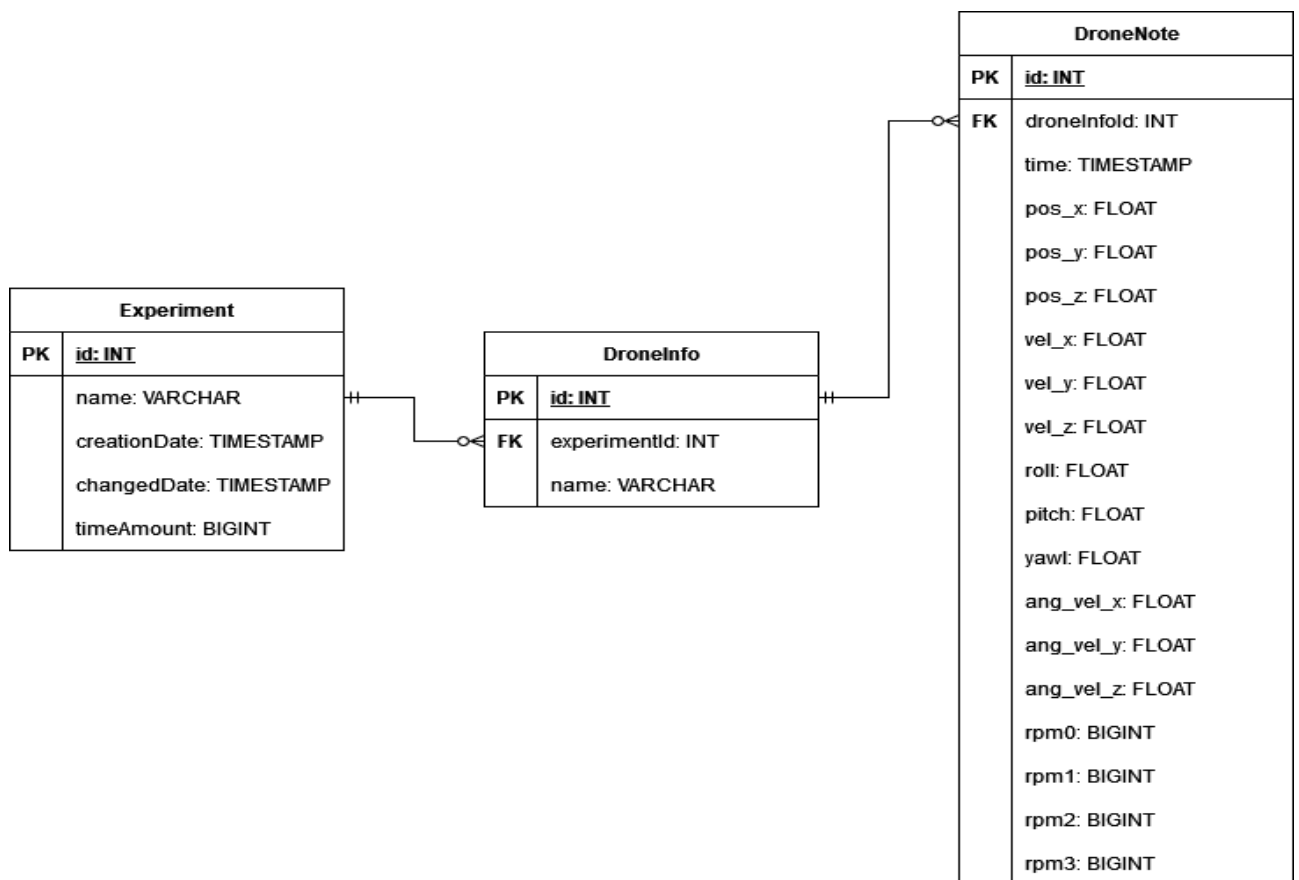 Experiment
PK id: INT
name: VARCHAR
creationDate: TIMESTAMP
changedDate: TIMESTAMP
timeAmount: BIGINT
DroneInfo
PK id: INT
FK experimentId: INT
name: VARCHAR
DroneNote
PK id: INT
FK droneInfoId: INT
time: TIMESTAMP
pos_x: FLOAT
pos_y: FLOAT
pos_z: FLOAT
vel_x: FLOAT
vel_y: FLOAT
vel_z: FLOAT
roll: FLOAT
pitch: FLOAT
yawl: FLOAT
ang_vel_x: FLOAT
ang_vel_y: FLOAT
ang_vel_z: FLOAT
rpm0: BIGINT
rpm1: BIGINT
rpm2: BIGINT
rpm3: BIGINT